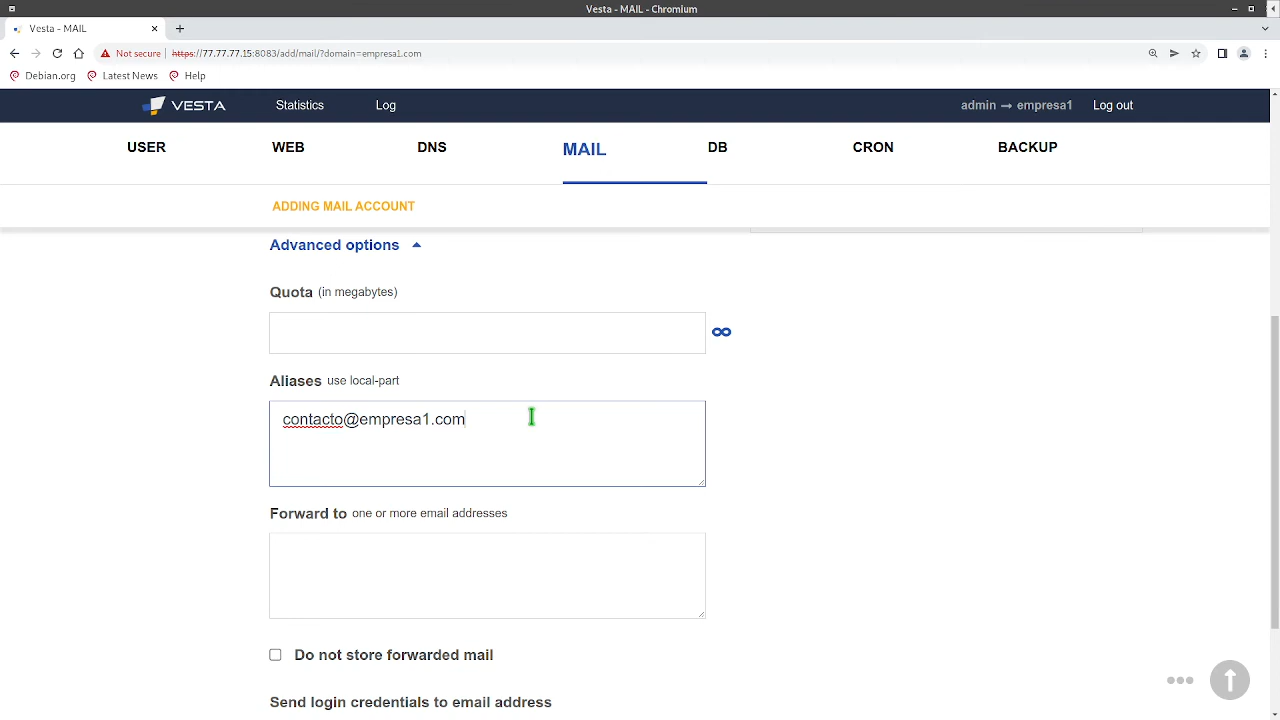 Vesta - MAIL - Chromium
Vesta - MAIL
Not secure https://77.77.77.15:8083/add/mail/?domain=empresa1.com
Debian.org Latest News Help
VESTA Statistics Log admin → empresa1 Log out
USER WEB DNS MAIL DB CRON BACKUP
ADDING MAIL ACCOUNT
Advanced options
Quota (in megabytes)
Aliases use local-part
contacto@empresa1.com
Forward to one or more email addresses
Do not store forwarded mail
Send login credentials to email address